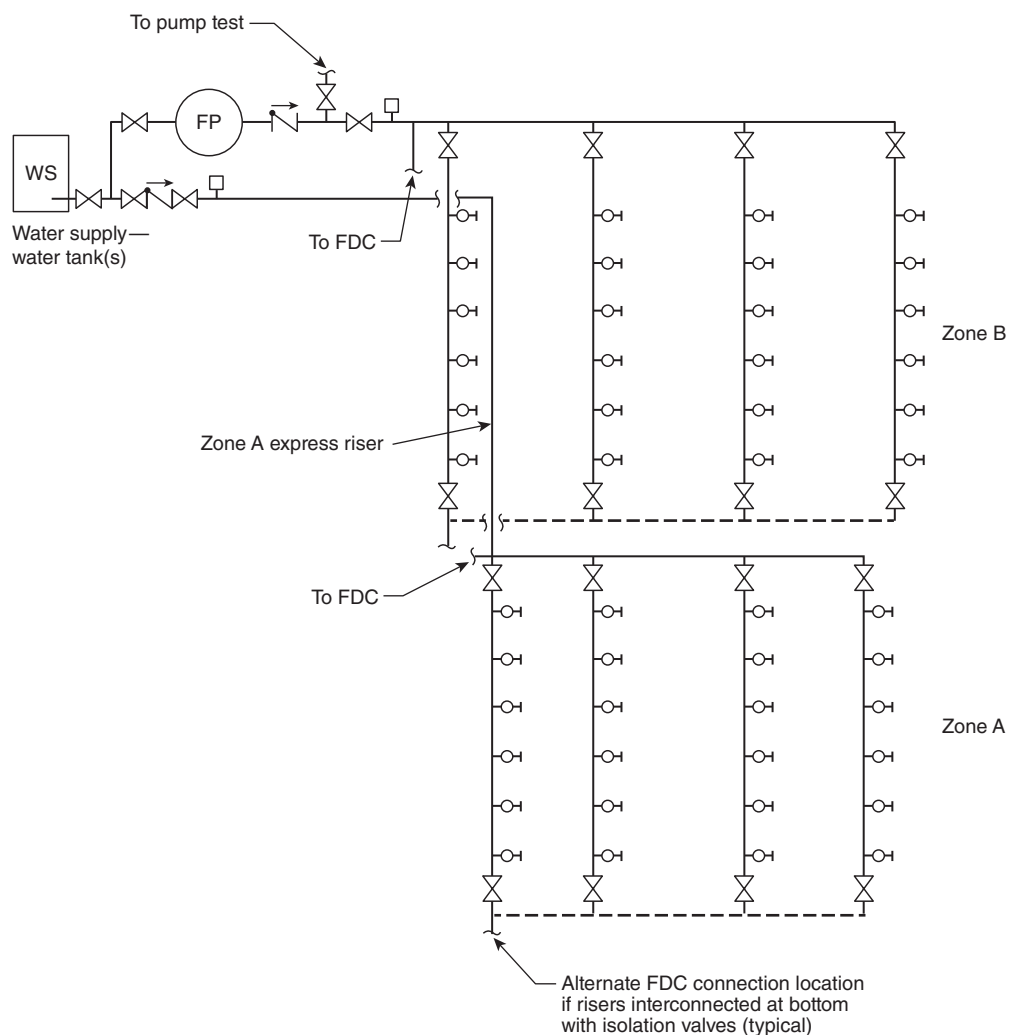 To pump test
FP
WS
Water supply—
water tank(s)
To FDC
Zone B
Zone A express riser
To FDC
Zone A
Alternate FDC connection location
if risers interconnected at bottom
with isolation valves (typical)